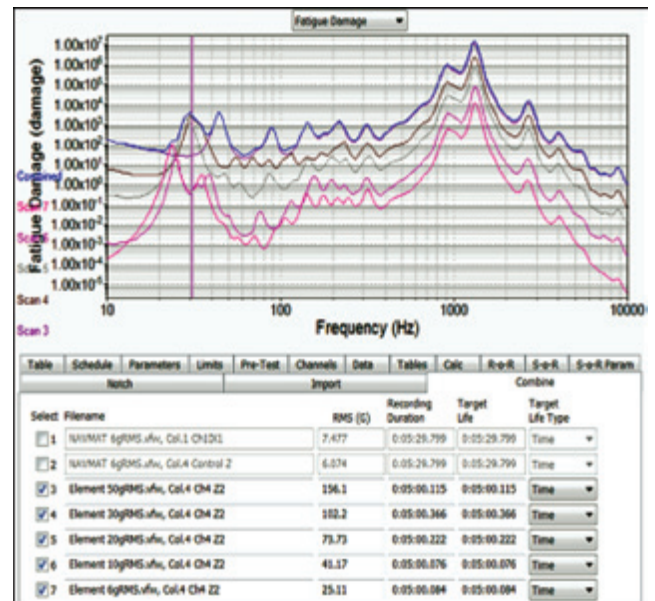 Fatigue Damage
Fatigue Damage (damage)
1.00x10⁷
1.00x10⁶
1.00x10⁵
1.00x10⁴
1.00x10³
1.00x10²
1.00x10¹
1.00x10⁰
1.00x10⁻¹
1.00x10⁻²
1.00x10⁻³
1.00x10⁻⁴
1.00x10⁻⁵
Combined
Scan 7
Scan 6
Scan 5
Scan 4
Scan 3
10 100 1000 10000
Frequency (Hz)
Table Schedule Parameters Limits Pre-Test Channels Data Tables Calc R-o-R S-o-R S-o-R Param
Notch Import Combine
Select Filename RMS (G) Recording Duration Target Life Target Life Type
1 NAVMAT 6gRMS.vfw, Col.1 Ch1X1 7.477 0:05:29.799 0:05:29.799 Time
2 NAVMAT 6gRMS.vfw, Col.4 Control 2 6.074 0:05:29.799 0:05:29.799 Time
3 Element 50gRMS.vfw, Col.4 Ch4 Z2 156.1 0:05:00.115 0:05:00.115 Time
4 Element 30gRMS.vfw, Col.4 Ch4 Z2 102.2 0:05:00.366 0:05:00.366 Time
5 Element 20gRMS.vfw, Col.4 Ch4 Z2 73.73 0:05:00.222 0:05:00.222 Time
6 Element 10gRMS.vfw, Col.4 Ch4 Z2 41.17 0:05:00.076 0:05:00.076 Time
7 Element 6gRMS.vfw, Col.4 Ch4 Z2 25.11 0:05:00.084 0:05:00.084 Time